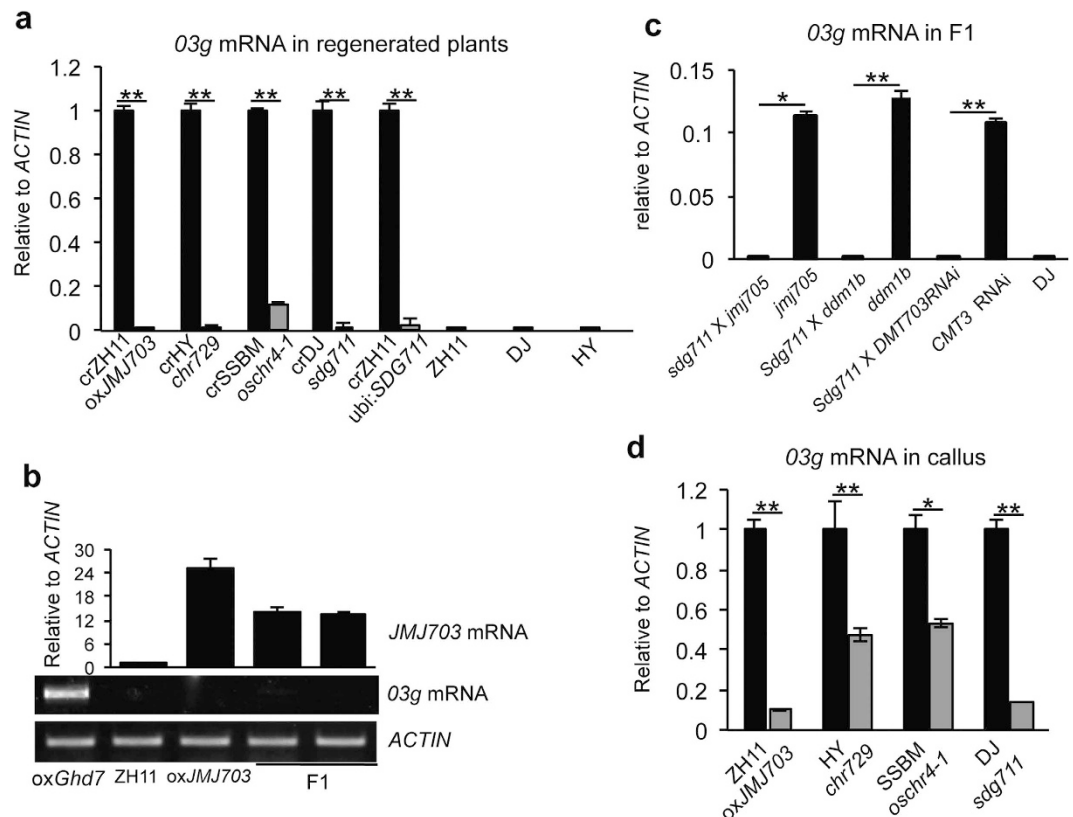 a
03g mRNA in regenerated plants
Relative to ACTIN
1.2
1
0.8
0.6
0.4
0.2
0
** ** ** ** **
crZH11
oxJMJ703
crHY
chr729
crSSBM
oschr4-1
crDJ
sdg711
crZH11
ubi:SDG711
ZH11
DJ
HY
b
Relative to ACTIN
30
24
18
12
6
0
JMJ703 mRNA
03g mRNA
ACTIN
oxGhd7 ZH11 oxJMJ703 F1
c
03g mRNA in F1
relative to ACTIN
0.15
0.1
0.05
0
* ** **
sdg711 X jmj705
jmj705
Sdg711 X ddm1b
ddm1b
Sdg711 X DMT703RNAi
CMT3 RNAi
DJ
d
03g mRNA in callus
Relative to ACTIN
1.2
1
0.8
0.6
0.4
0.2
0
** ** * **
ZH11
oxJMJ703
HY
chr729
SSBM
oschr4-1
DJ
sdg711